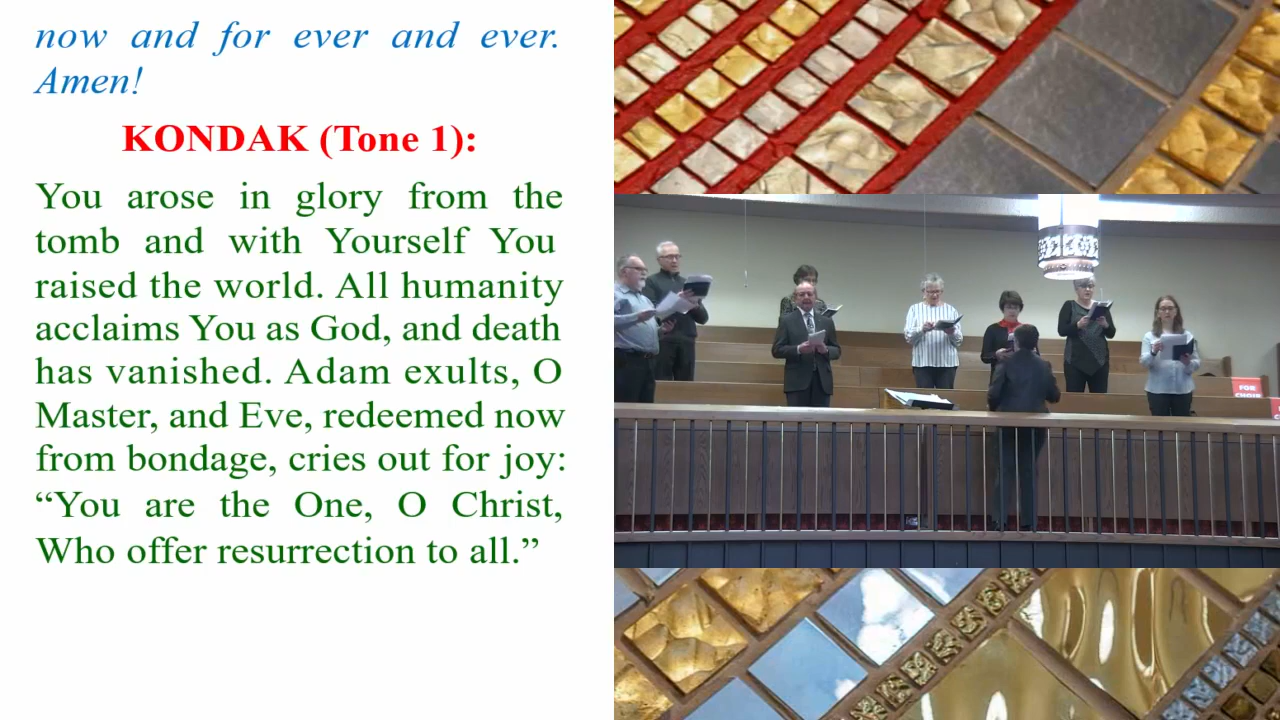 now and for ever and ever.
Amen!
KONDAK (Tone 1):
You arose in glory from the
tomb and with Yourself You
raised the world. All humanity
acclaims You as God, and death
has vanished. Adam exults, O
Master, and Eve, redeemed now
from bondage, cries out for joy:
“You are the One, O Christ,
Who offer resurrection to all.”
FOR
CHOIR